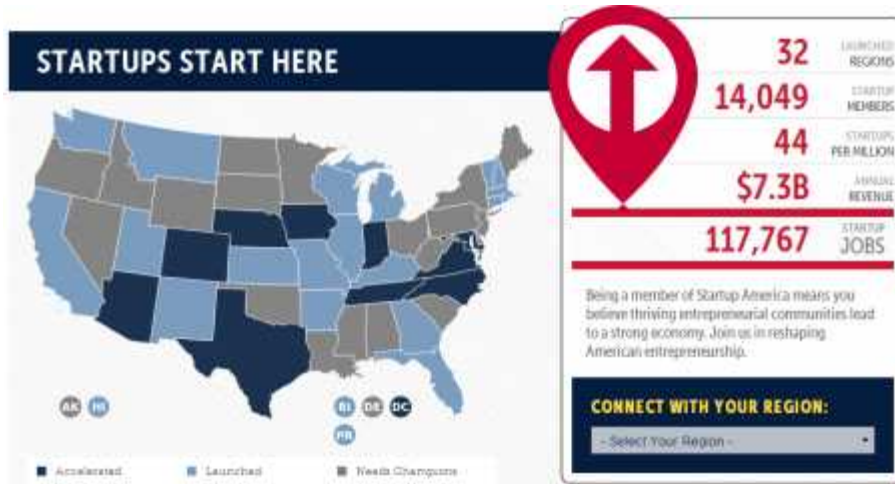 STARTUPS START HERE
32 LAUNCHED REGIONS
14,049 STARTUP MEMBERS
44 STARTUPS PER MILLION
$7.3B ANNUAL REVENUE
117,767 STARTUP JOBS
Being a member of Startup America means you
believe thriving entrepreneurial communities lead
to a strong economy. Join us in reshaping
American entrepreneurship.
CONNECT WITH YOUR REGION:
- Select Your Region -
AK HI RI DE DC
PR
Accelerated Launched Needs Champions